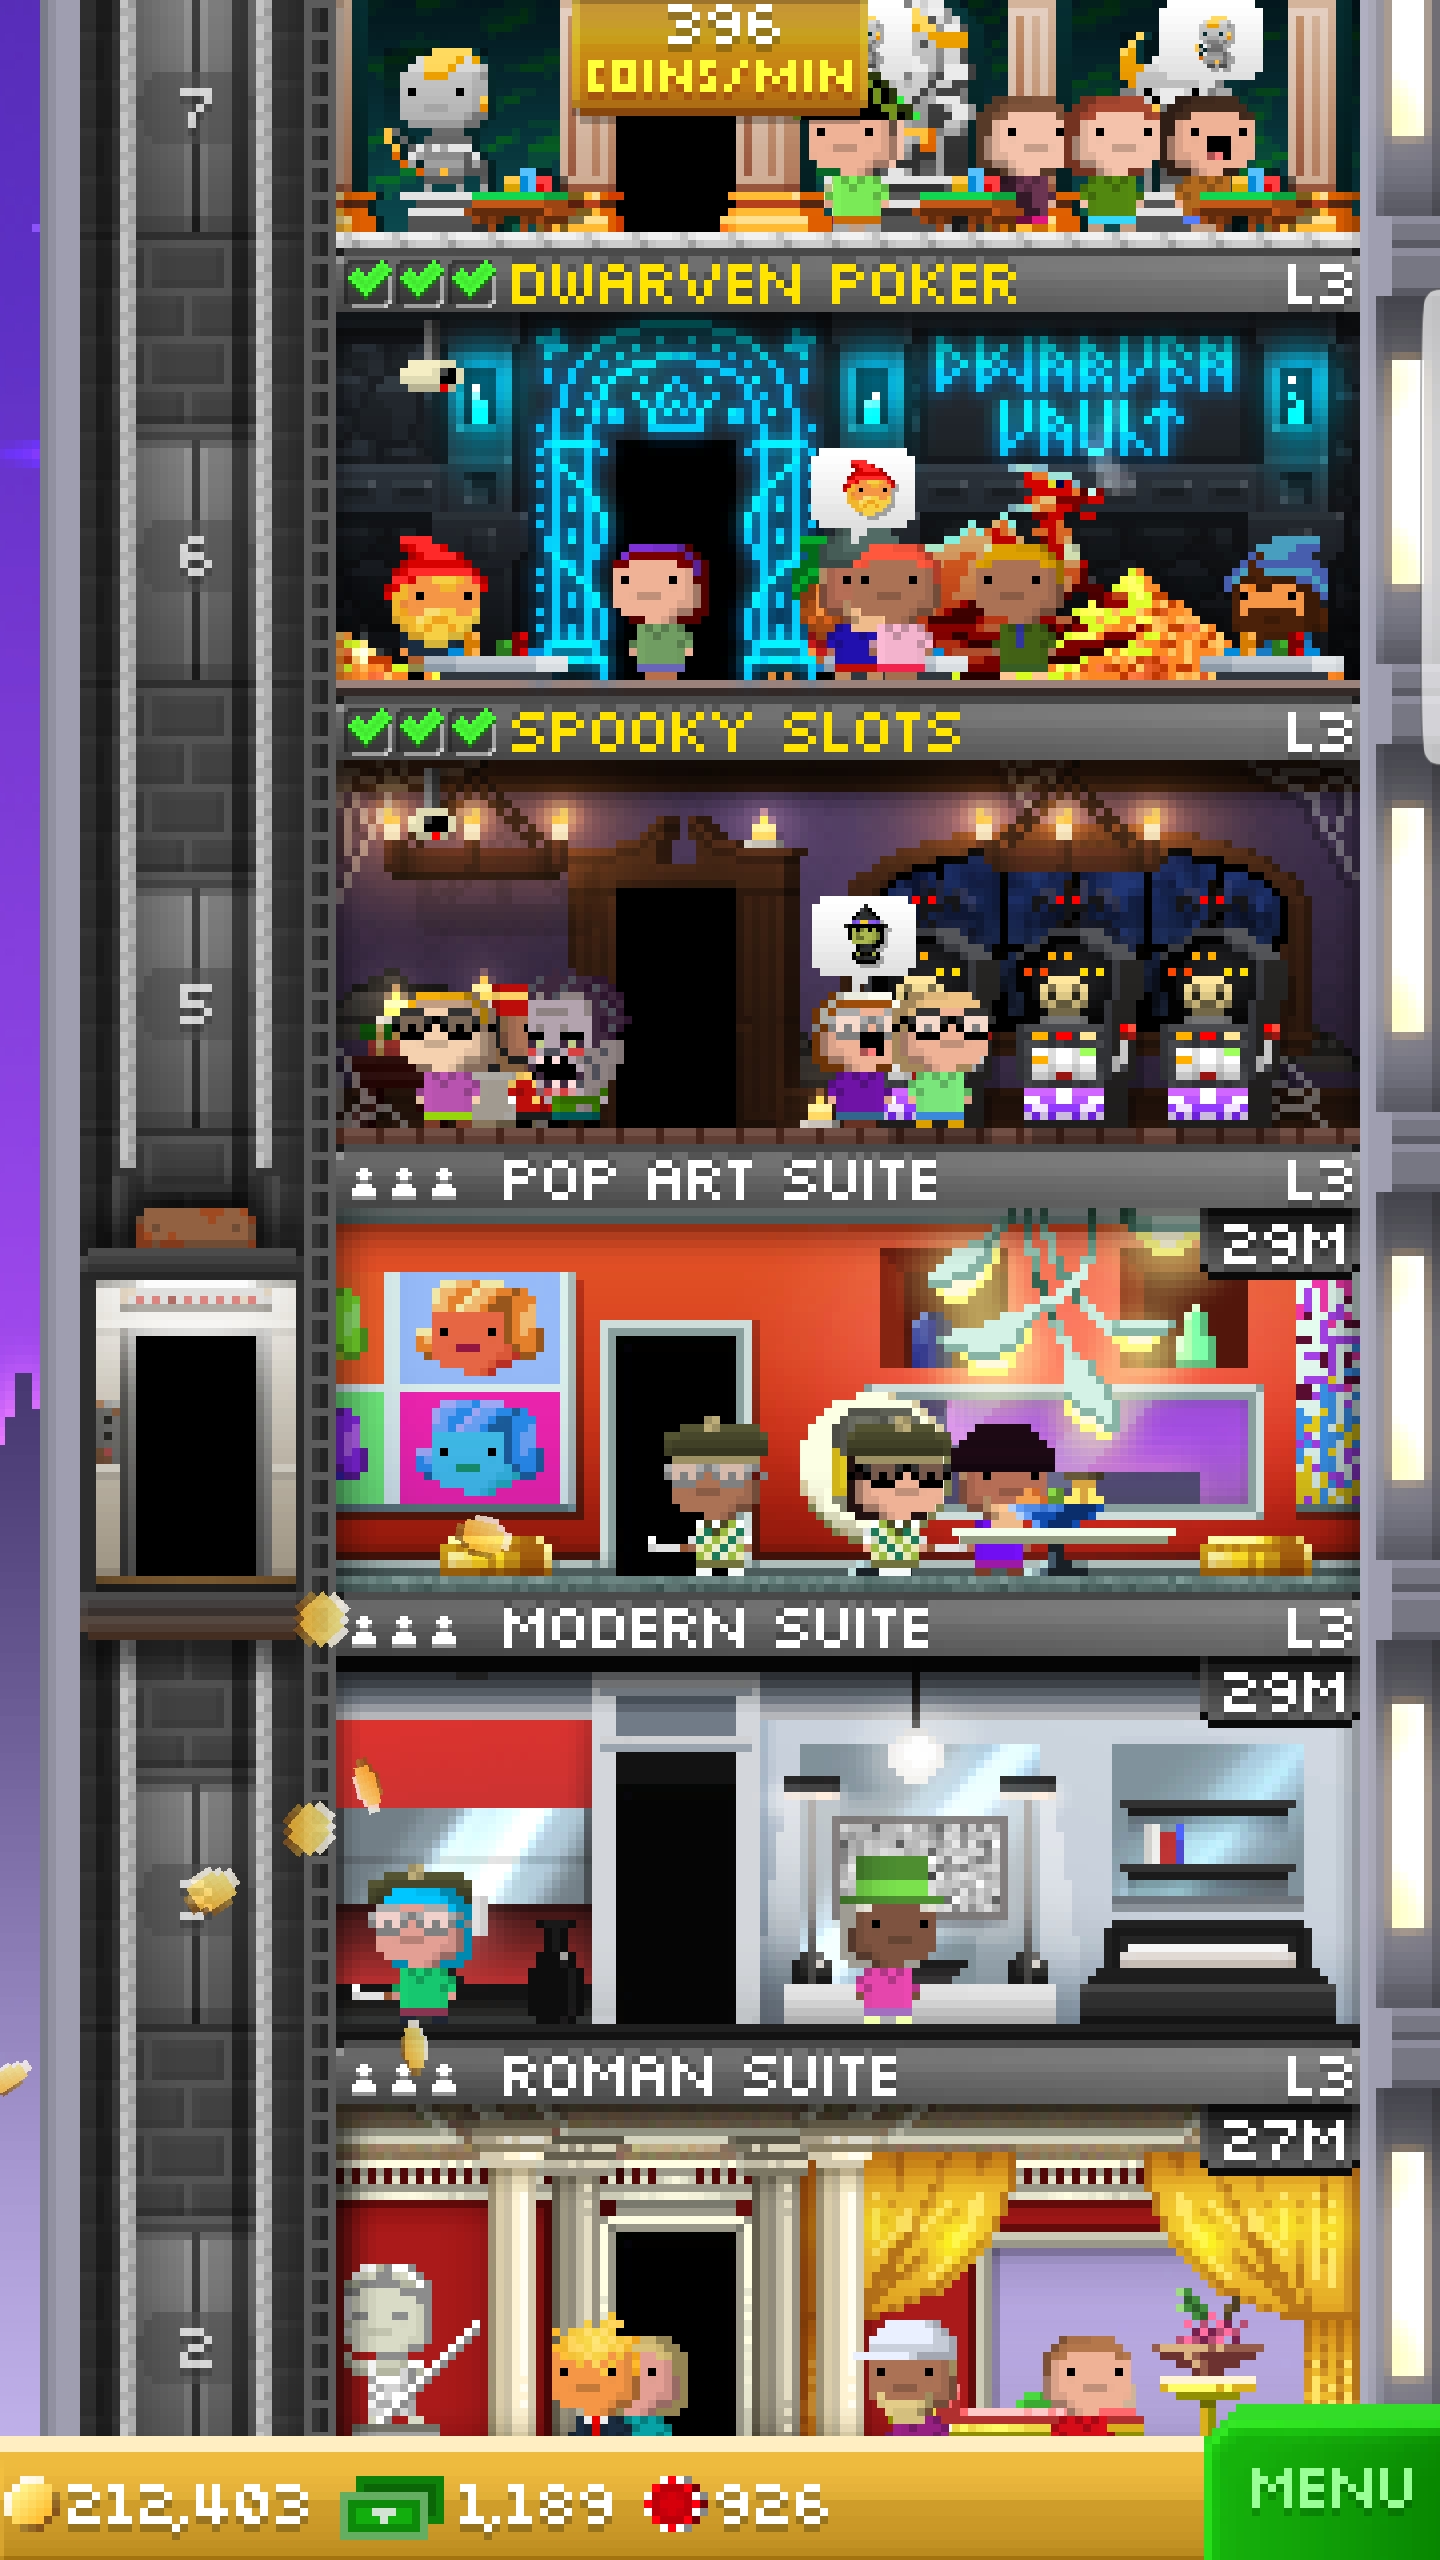 396
COINS/MIN
7
DWARVEN POKER L3
DWARVEN
VAULT
6
SPOOKY SLOTS L3
5
POP ART SUITE L3
29M
MODERN SUITE L3
29M
ROMAN SUITE L3
27M
2
212,403 1,189 926
MENU